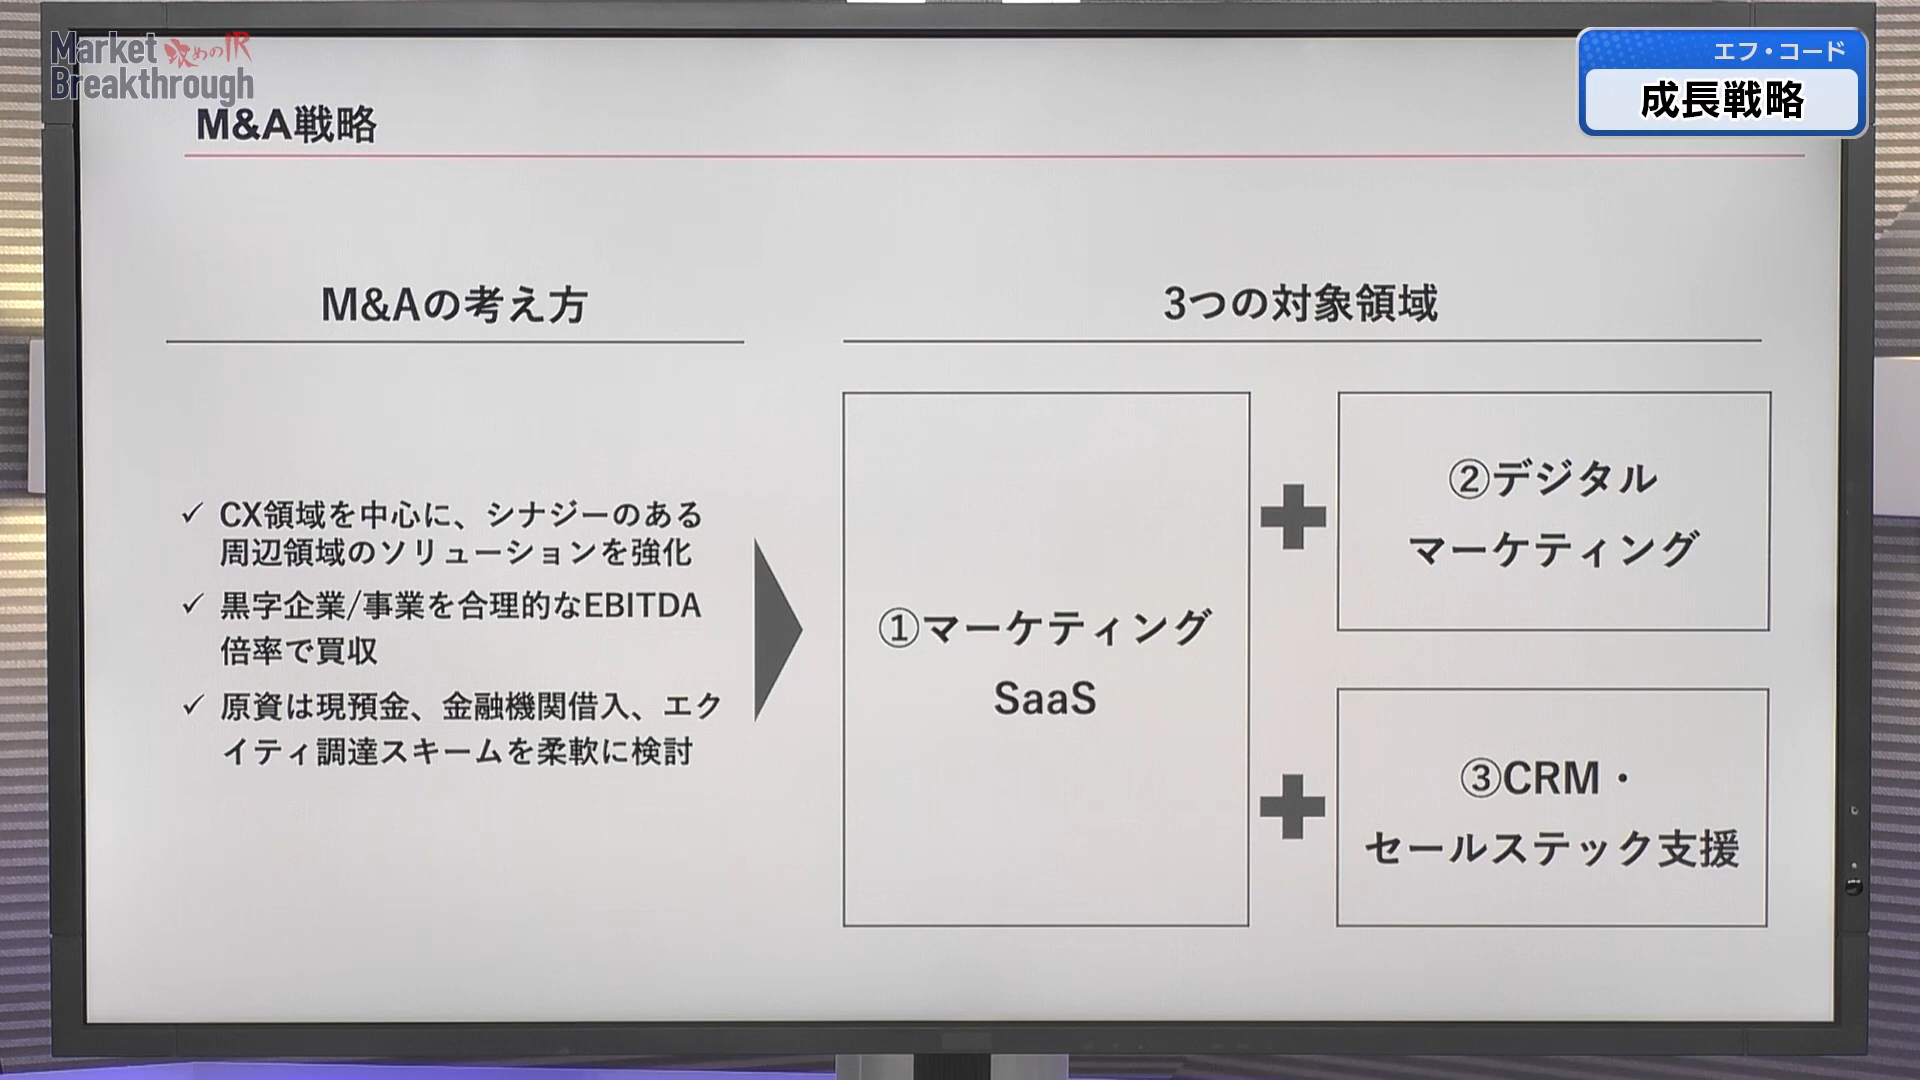 Market 攻めのIR
Breakthrough
エフ・コード
成長戦略
M&A戦略
M&Aの考え方
✓ CX領域を中心に、シナジーのある
周辺領域のソリューションを強化
✓ 黒字企業/事業を合理的なEBITDA
倍率で買収
✓ 原資は現預金、金融機関借入、エク
イティ調達スキームを柔軟に検討
3つの対象領域
①マーケティング
SaaS
②デジタル
マーケティング
③CRM・
セールステック支援